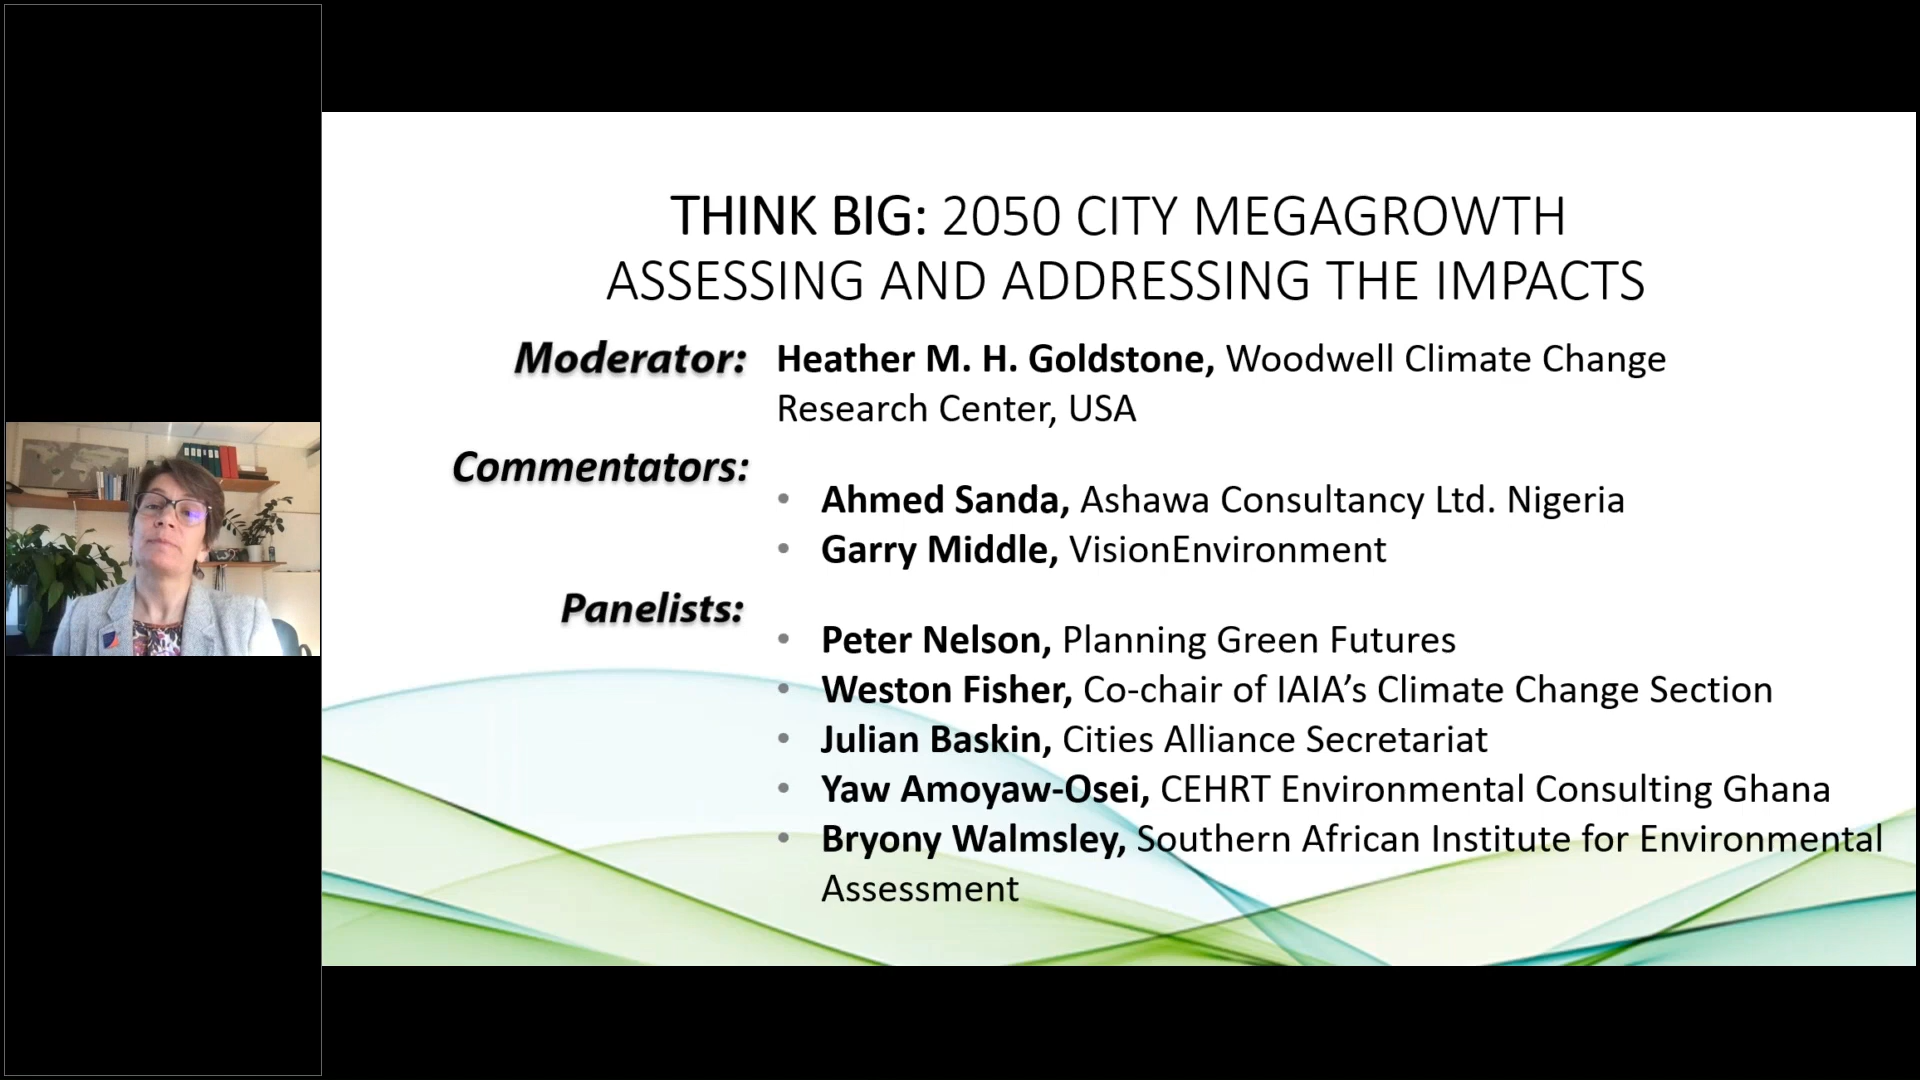 THINK BIG: 2050 CITY MEGAGROWTH
ASSESSING AND ADDRESSING THE IMPACTS
Moderator: Heather M. H. Goldstone, Woodwell Climate Change
Research Center, USA
Commentators:
• Ahmed Sanda, Ashawa Consultancy Ltd. Nigeria
• Garry Middle, VisionEnvironment
Panelists:
• Peter Nelson, Planning Green Futures
• Weston Fisher, Co-chair of IAIA’s Climate Change Section
• Julian Baskin, Cities Alliance Secretariat
• Yaw Amoyaw-Osei, CEHRT Environmental Consulting Ghana
• Bryony Walmsley, Southern African Institute for Environmental
Assessment